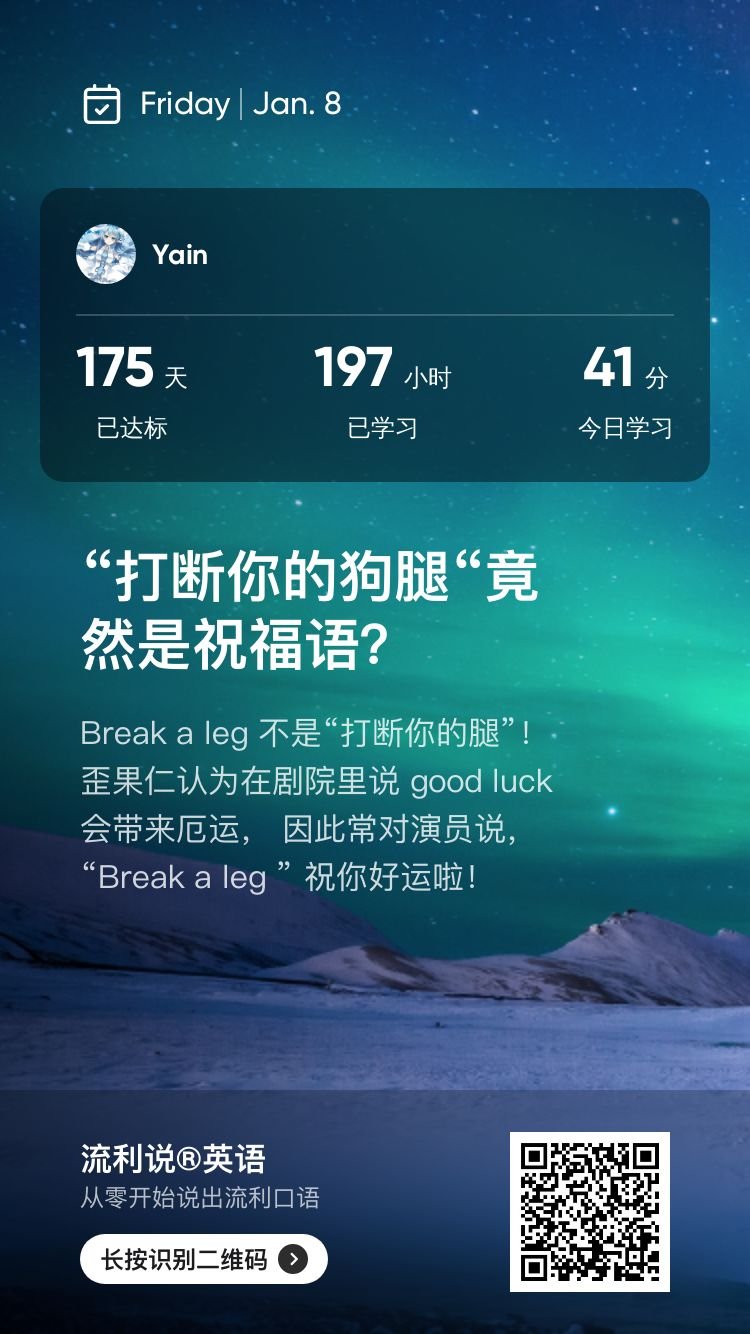 Friday | Jan. 8
Yain
175 天 197 小时 41 分
已达标 已学习 今日学习
“打断你的狗腿“竟
然是祝福语?
Break a leg 不是“打断你的腿”！
歪果仁认为在剧院里说 good luck
会带来厄运， 因此常对演员说，
“Break a leg ” 祝你好运啦！
流利说®英语
从零开始说出流利口语
长按识别二维码